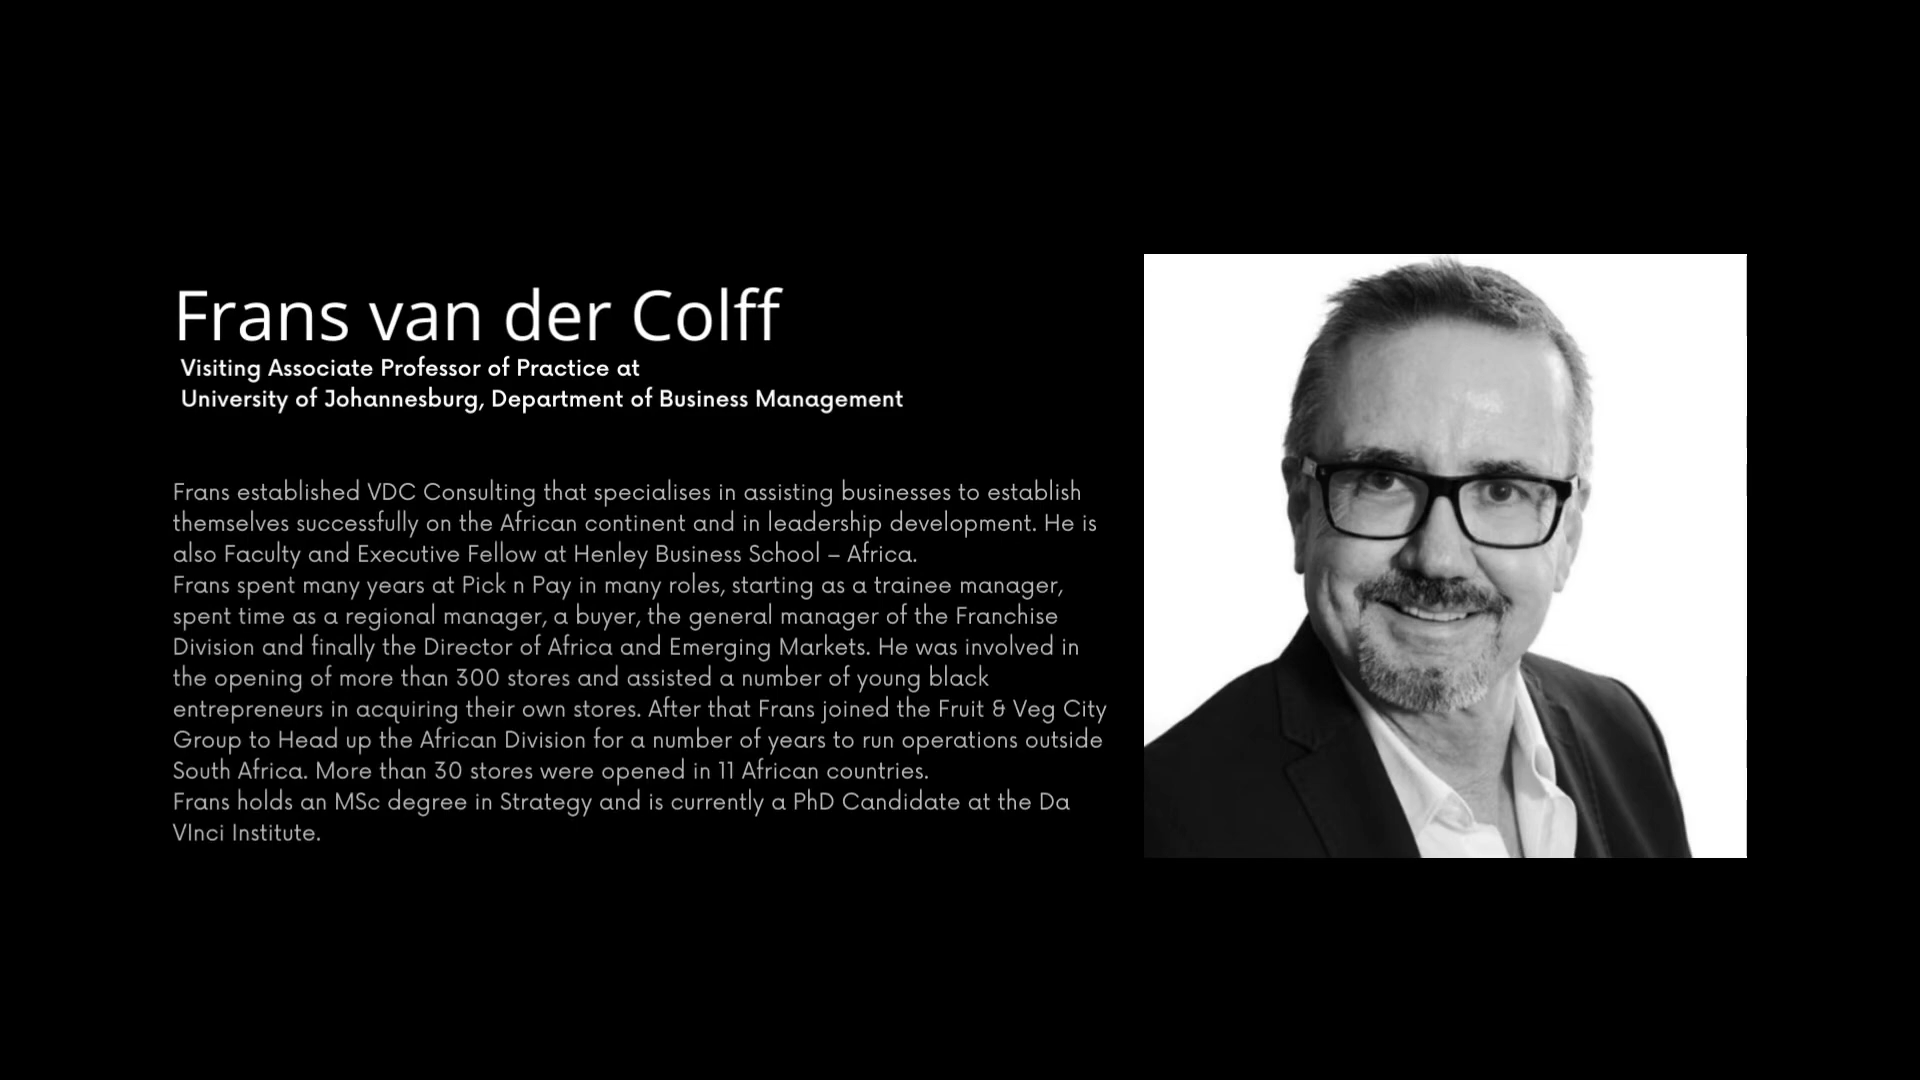 Frans van der Colff
Visiting Associate Professor of Practice at
University of Johannesburg, Department of Business Management
Frans established VDC Consulting that specialises in assisting businesses to establish
themselves successfully on the African continent and in leadership development. He is
also Faculty and Executive Fellow at Henley Business School – Africa.
Frans spent many years at Pick n Pay in many roles, starting as a trainee manager,
spent time as a regional manager, a buyer, the general manager of the Franchise
Division and finally the Director of Africa and Emerging Markets. He was involved in
the opening of more than 300 stores and assisted a number of young black
entrepreneurs in acquiring their own stores. After that Frans joined the Fruit & Veg City
Group to Head up the African Division for a number of years to run operations outside
South Africa. More than 30 stores were opened in 11 African countries.
Frans holds an MSc degree in Strategy and is currently a PhD Candidate at the Da
VInci Institute.